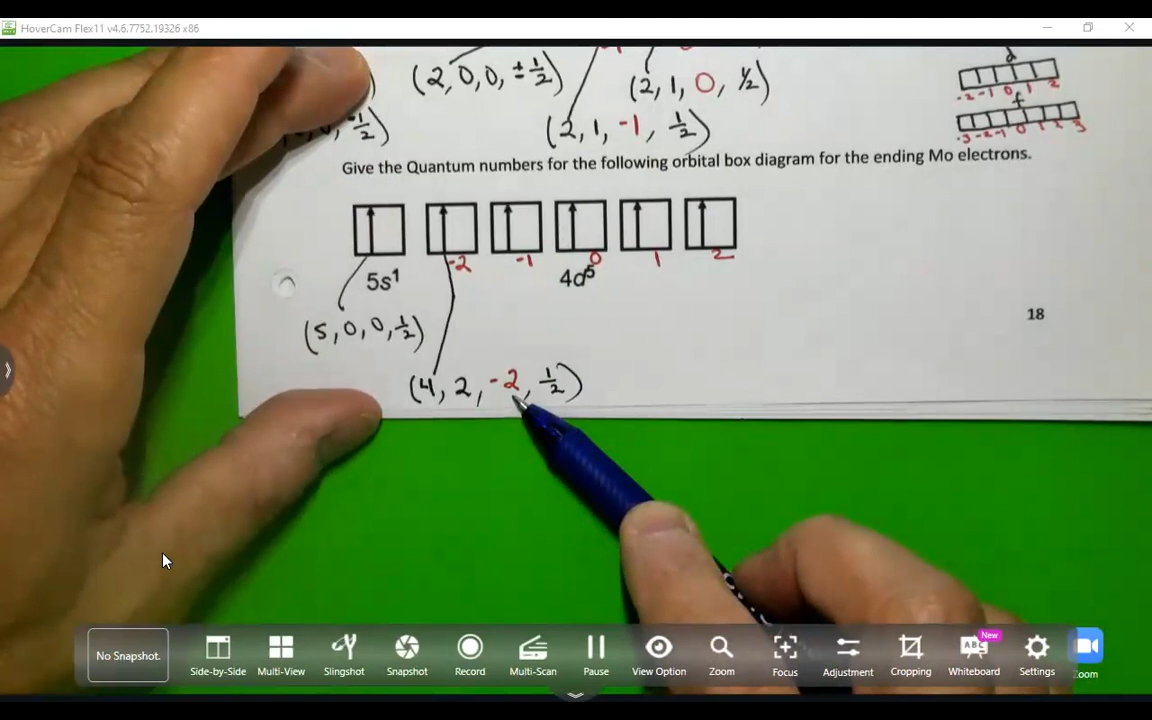 HoverCam Flex11 v4.6.7752.19326 x86
(2, 0, 0, ±½)
(2, 1, 0, ½)
(2, 1, -1, ½)
d
-2 -1 0 1 2
f
-3 -2 -1 0 1 2 3
Give the Quantum numbers for the following orbital box diagram for the ending Mo electrons.
-2 -1 0 1 2
5s¹ 4d⁵
(5, 0, 0, ½)
18
(4, 2, -2, ½)
No Snapshot.
New
Side-by-Side Multi-View Slingshot Snapshot Record Multi-Scan Pause View Option Zoom Focus Adjustment Cropping Whiteboard Settings Zoom